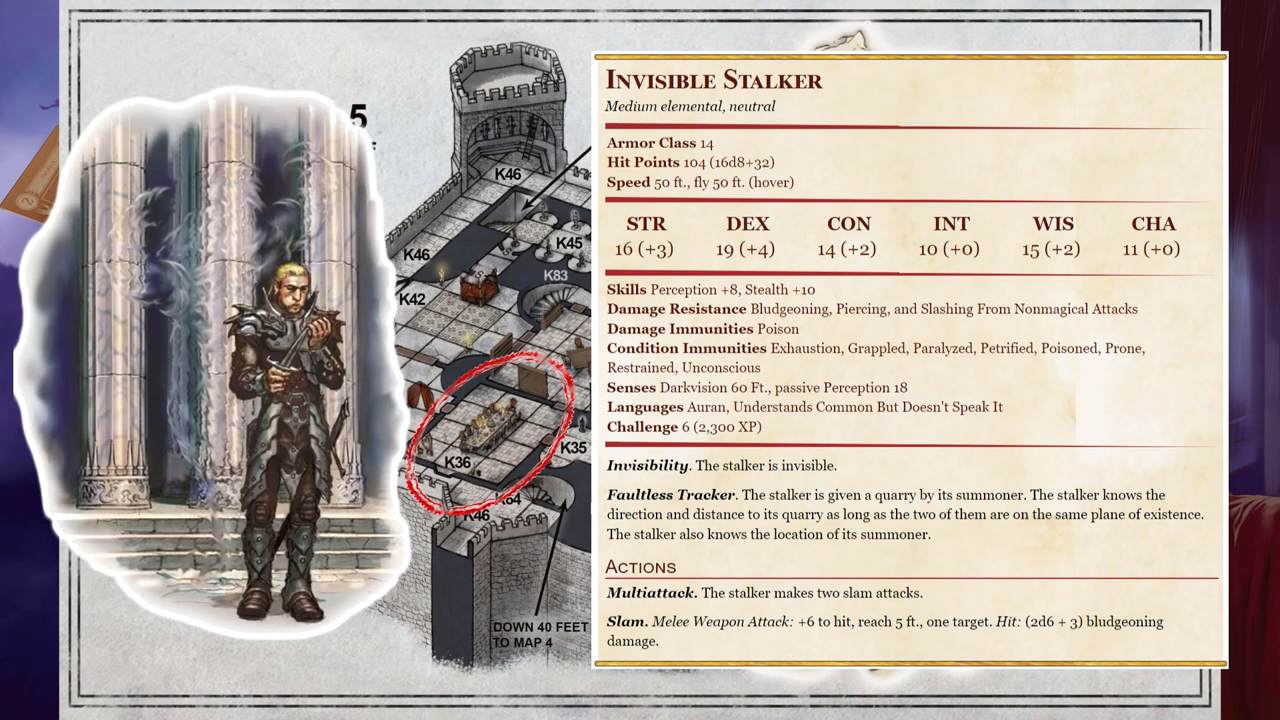 5
K46
K45
K46
K83
K42
K36
K35
K46
DOWN 40 FEET
TO MAP 4
INVISIBLE STALKER
Medium elemental, neutral
Armor Class 14
Hit Points 104 (16d8+32)
Speed 50 ft., fly 50 ft. (hover)
STR DEX CON INT WIS CHA
16 (+3) 19 (+4) 14 (+2) 10 (+0) 15 (+2) 11 (+0)
Skills Perception +8, Stealth +10
Damage Resistance Bludgeoning, Piercing, and Slashing From Nonmagical Attacks
Damage Immunities Poison
Condition Immunities Exhaustion, Grappled, Paralyzed, Petrified, Poisoned, Prone,
Restrained, Unconscious
Senses Darkvision 60 Ft., passive Perception 18
Languages Auran, Understands Common But Doesn't Speak It
Challenge 6 (2,300 XP)
Invisibility. The stalker is invisible.
Faultless Tracker. The stalker is given a quarry by its summoner. The stalker knows the
direction and distance to its quarry as long as the two of them are on the same plane of existence.
The stalker also knows the location of its summoner.
ACTIONS
Multiattack. The stalker makes two slam attacks.
Slam. Melee Weapon Attack: +6 to hit, reach 5 ft., one target. Hit: (2d6 + 3) bludgeoning
damage.